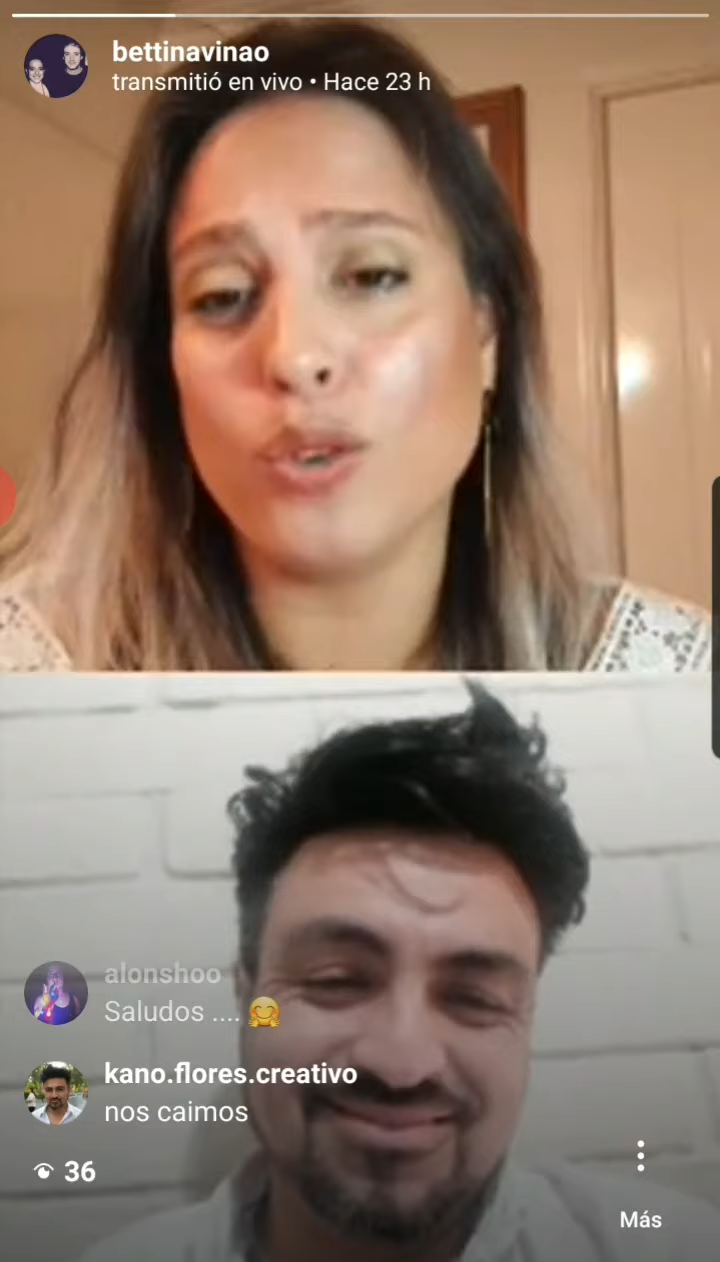 bettinavinao
transmitió en vivo • Hace 23 h
alonshoo
Saludos ....🤗
kano.flores.creativo
nos caimos
36
Más